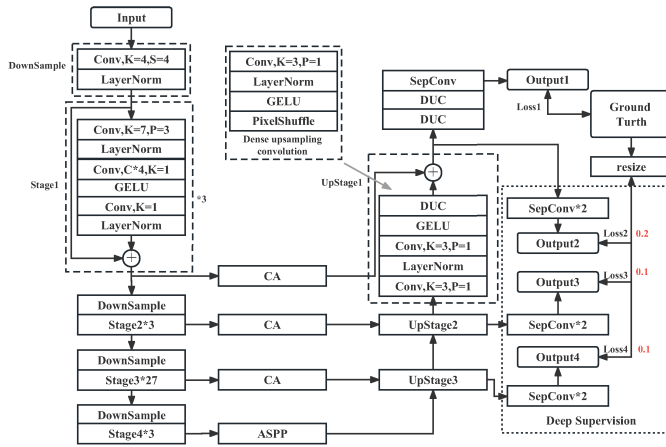 Input
DownSample
Conv,K=4,S=4
LayerNorm
Stage1
Conv,K=7,P=3
LayerNorm
Conv,C*4,K=1
GELU
Conv,K=1
LayerNorm
*3
DownSample
Stage2*3
DownSample
Stage3*27
DownSample
Stage4*3
Conv,K=3,P=1
LayerNorm
GELU
PixelShuffle
Dense upsampling
convolution
CA
CA
CA
ASPP
SepConv
DUC
DUC
UpStage1
DUC
GELU
Conv,K=3,P=1
LayerNorm
Conv,K=3,P=1
UpStage2
UpStage3
Output1
Loss1
Ground
Turth
resize
SepConv*2
Loss2
0.2
Output2
Loss3
0.1
Output3
SepConv*2
Loss4
0.1
Output4
SepConv*2
Deep Supervision